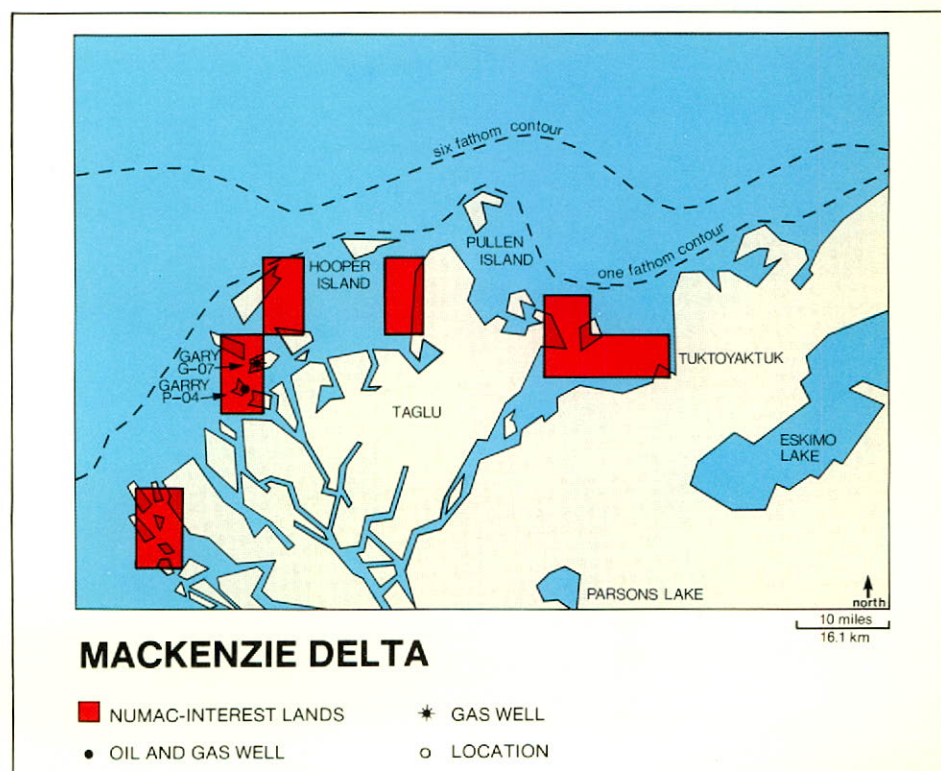 six fathom contour
PULLEN
ISLAND
one fathom contour
HOOPER
ISLAND
GARY
G-07
GARRY
P-04
TUKTOYAKTUK
TAGLU
ESKIMO
LAKE
PARSONS LAKE
north
10 miles
16.1 km
MACKENZIE DELTA
NUMAC-INTEREST LANDS
GAS WELL
OIL AND GAS WELL
LOCATION